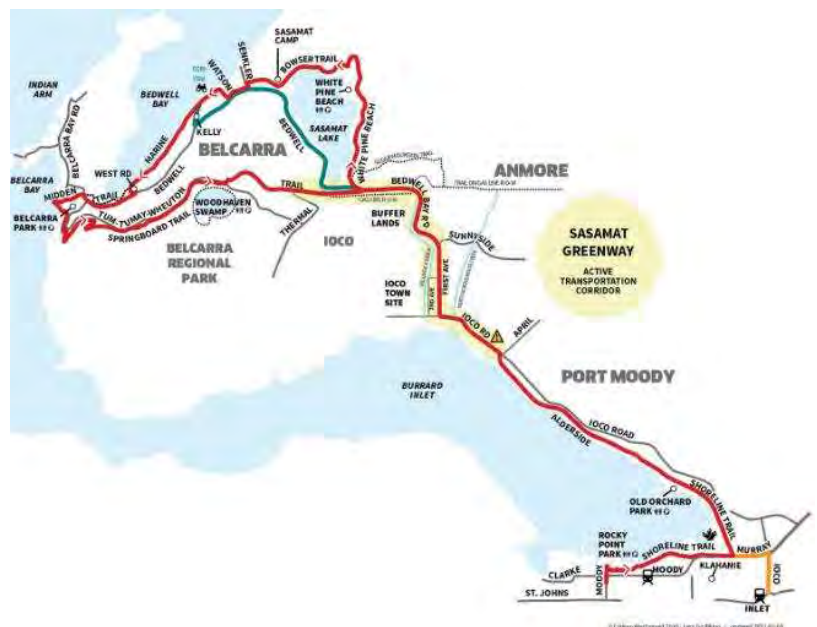 SASAMAT
CAMP
BOWSER TRAIL
SENKLER
WATSON
INDIAN
ARM
BEDWELL
BAY
WHITE
PINE
BEACH
KELLY
SASAMAT
LAKE
BEDWELL
WHITE PINE BEACH
BELCARRA
MARINE
BELCARRA BAY RD
WEST RD
BEDWELL
BELCARRA
BAY
MIDDEN
TRAIL
ANMORE
TRAIL
BEDWELL
BAY RD
BELCARRA
PARK
TUM-TUMAY-WHEUTON
SPRINGBOARD TRAIL
WOODHAVEN
SWAMP
THERMAL
BUFFER
LANDS
SUNNYSIDE
IOCO
BELCARRA
REGIONAL
PARK
SASAMAT
GREENWAY
ACTIVE
TRANSPORTATION
CORRIDOR
FIRST AVE
2ND AVE
IOCO
TOWN
SITE
IOCO RD
APRIL
PORT MOODY
BURRARD
INLET
IOCO ROAD
ALDERSIDE
OLD ORCHARD
PARK
SHORELINE TRAIL
ROCKY
POINT
PARK
SHORELINE TRAIL
MURRAY
KLAHANIE
IOCO
CLARKE
MOODY
MOODY
ST. JOHNS
INLET